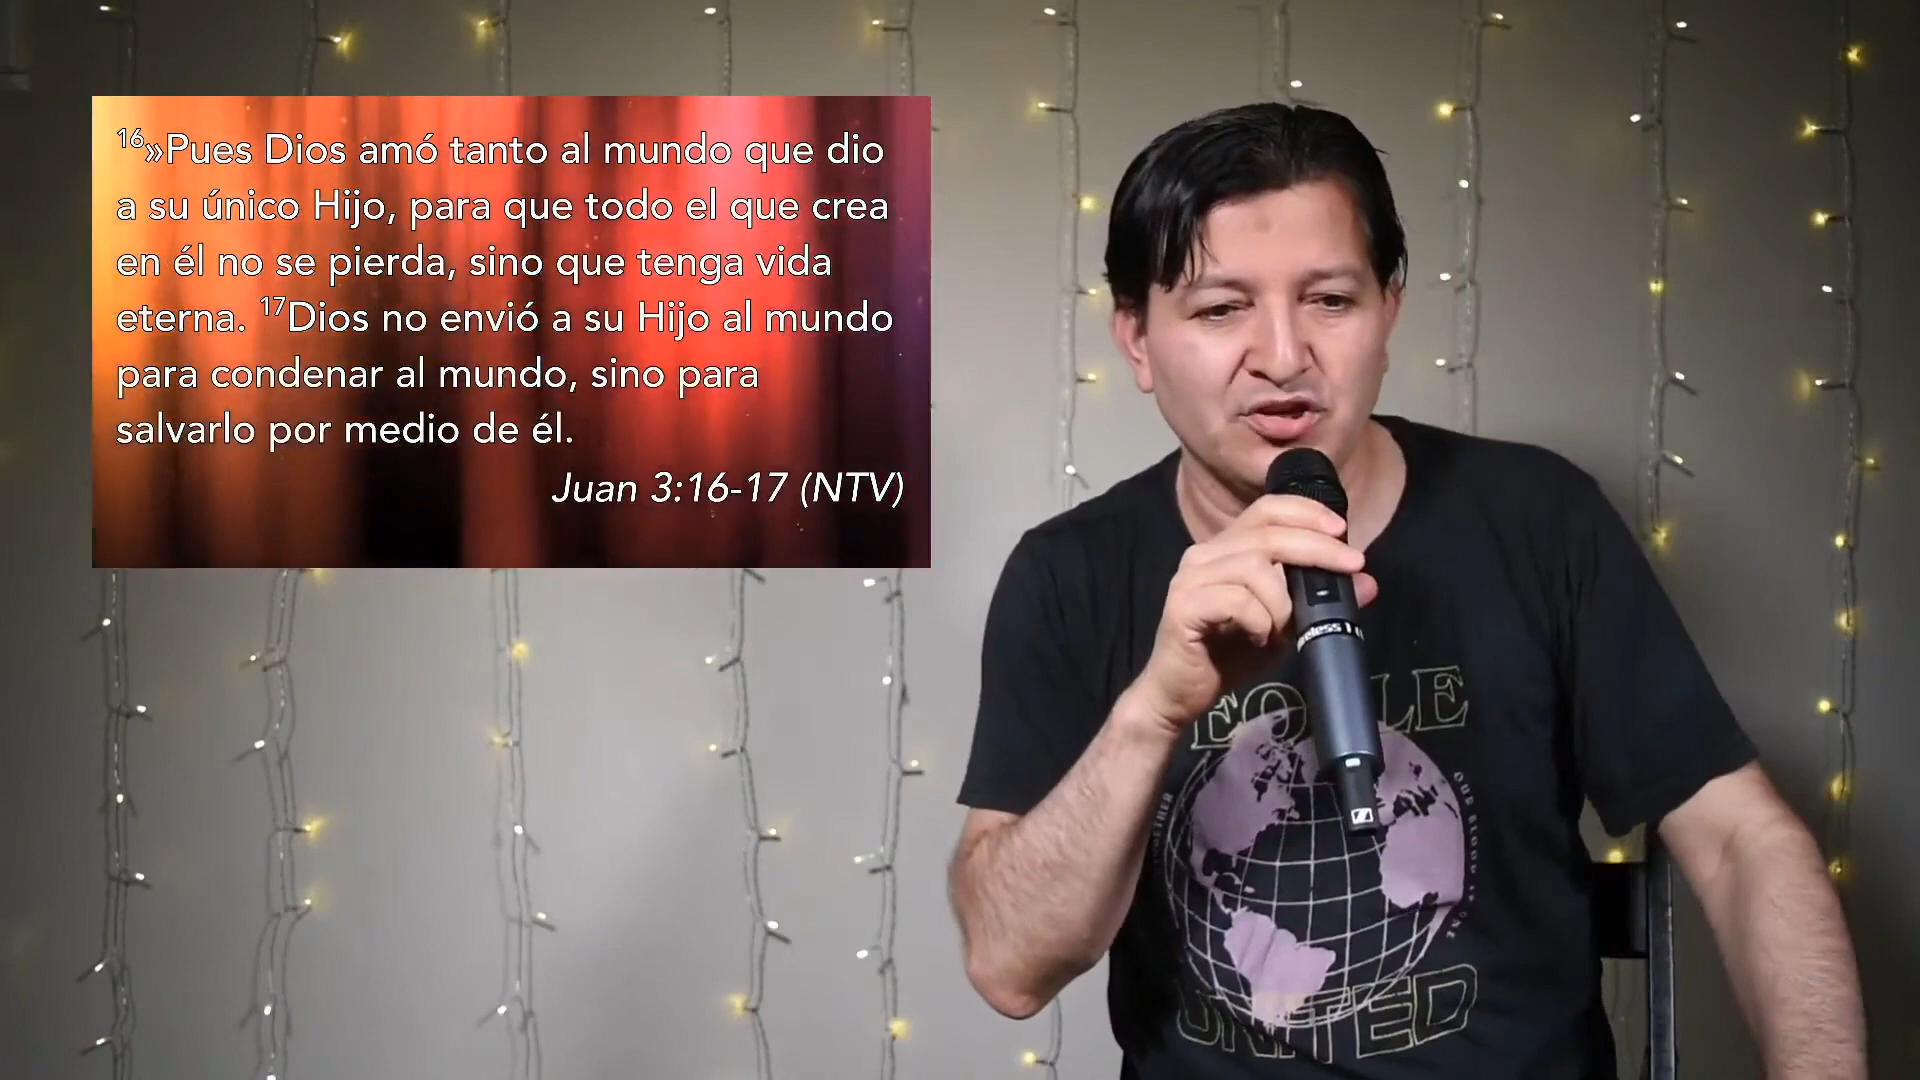 ¹⁶»Pues Dios amó tanto al mundo que dio
a su único Hijo, para que todo el que crea
en él no se pierda, sino que tenga vida
eterna. ¹⁷Dios no envió a su Hijo al mundo
para condenar al mundo, sino para
salvarlo por medio de él.
Juan 3:16-17 (NTV)
UNITED